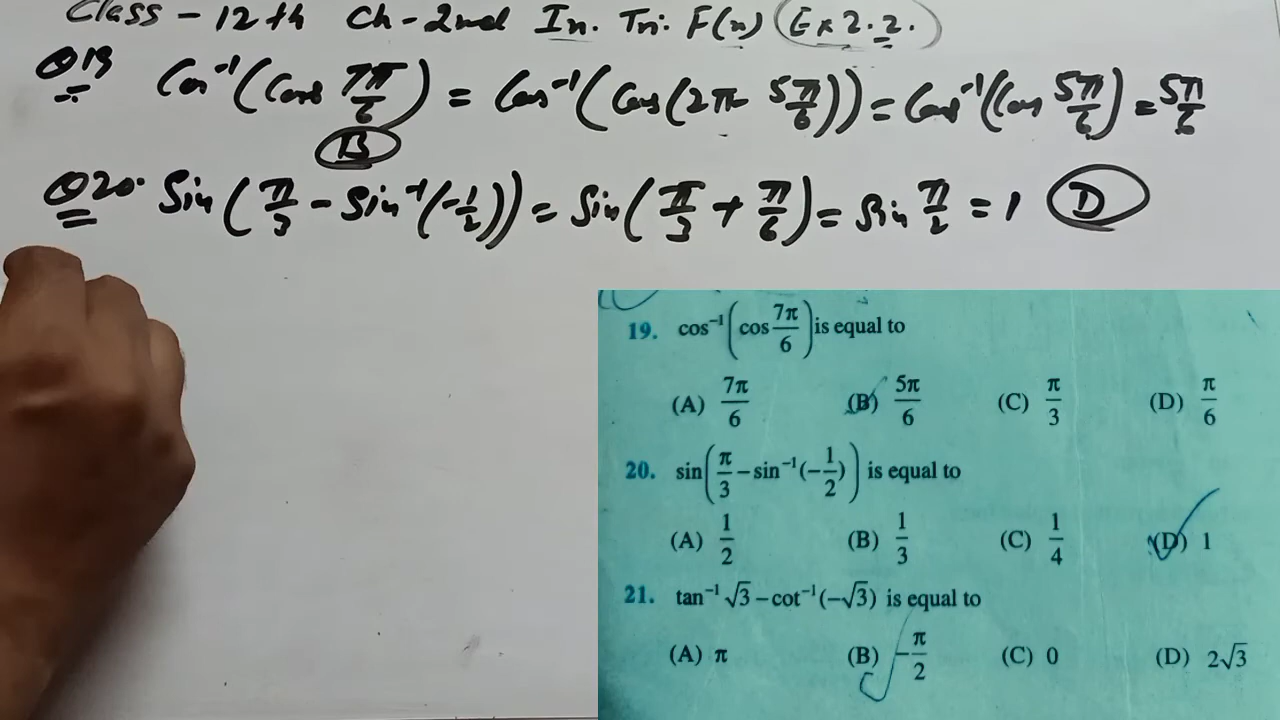 Class - 12th Ch - 2nd In. Tri. F(n) (Ex 2.2.)
Q19 Cos⁻¹(Cos 7π/6) = Cos⁻¹(Cos(2π - 5π/6)) = Cos⁻¹(Cos 5π/6) = 5π/6
B
Q20. Sin(π/3 - Sin⁻¹(-1/2)) = Sin(π/3 + π/6) = Sin π/2 = 1 D
19. cos⁻¹(cos 7π/6) is equal to
(A) 7π/6 (B) 5π/6 (C) π/3 (D) π/6
20. sin(π/3 - sin⁻¹(-1/2)) is equal to
(A) 1/2 (B) 1/3 (C) 1/4 (D) 1
21. tan⁻¹ √3 - cot⁻¹(-√3) is equal to
(A) π (B) -π/2 (C) 0 (D) 2√3